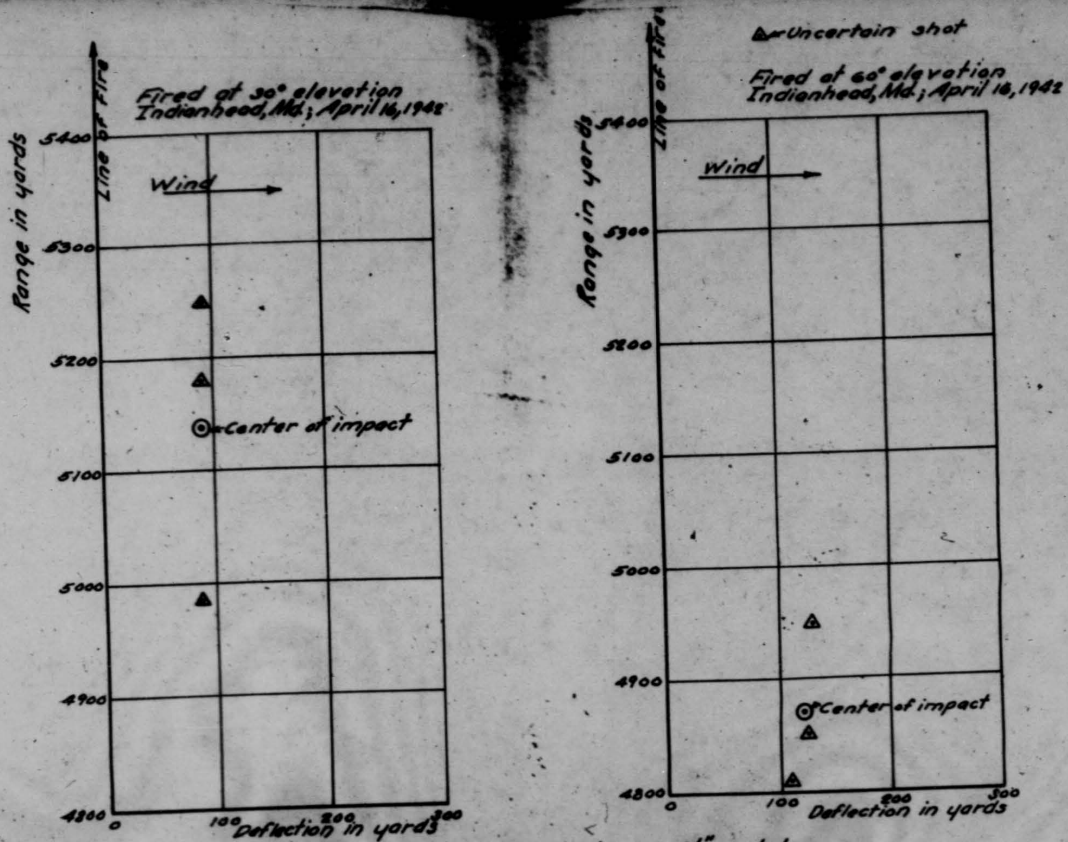 Fired at 30° elevation
Indianhead, Md.; April 16, 1942
Line of Fire
Range in yards
5400
Wind
5300
5200
Center of impact
5100
5000
4900
4800
0 100 200 300
Deflection in yards
▲=Uncertain shot
Fired at 60° elevation
Indianhead, Md.; April 16, 1942
Line of Fire
Range in yards
5400
Wind
5300
5200
5100
5000
4900
Center of impact
4800
0 100 200 300
Deflection in yards